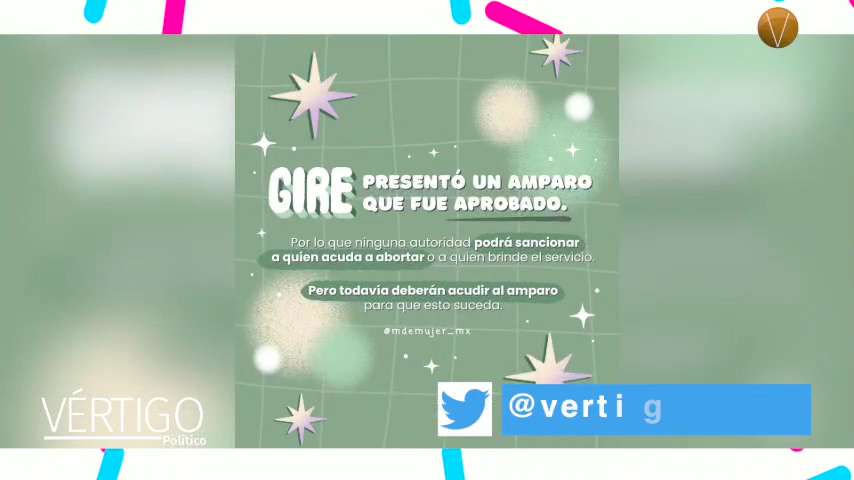 V
GIRE PRESENTÓ UN AMPARO
QUE FUE APROBADO.
Por lo que ninguna autoridad podrá sancionar
a quien acuda a abortar o a quien brinde el servicio.
Pero todavía deberán acudir al amparo
para que esto suceda.
@mdemujer_mx
VÉRTIGO
Político
@vertig